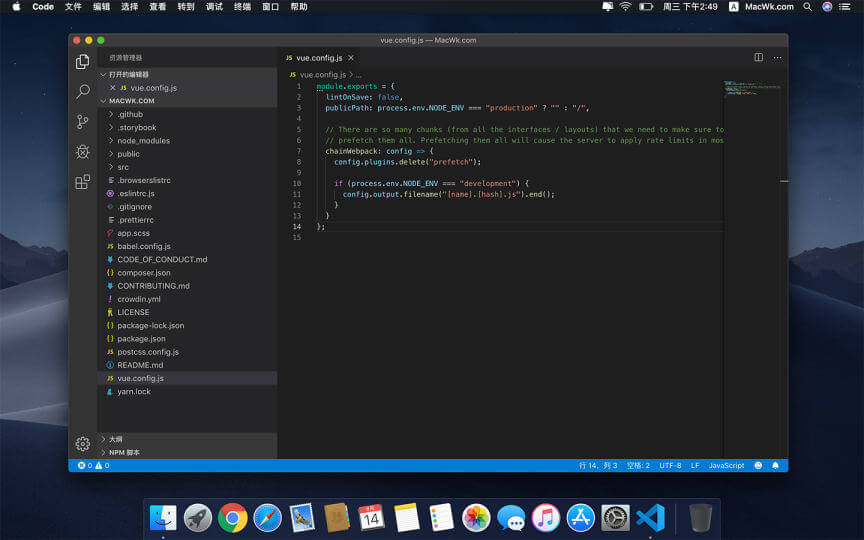 Code 文件 编辑 选择 查看 转到 调试 终端 窗口 帮助 周三 下午2:49 A MacWk.com
vue.config.js — MacWk.com
资源管理器
打开的编辑器
JS vue.config.js
MACWK.COM
.github
.storybook
node_modules
public
src
.browserslistrc
.eslintrc.js
.gitignore
.prettierrc
app.scss
JS babel.config.js
CODE_OF_CONDUCT.md
{} composer.json
CONTRIBUTING.md
! crowdin.yml
LICENSE
{} package-lock.json
{} package.json
JS postcss.config.js
README.md
JS vue.config.js
yarn.lock
大纲
NPM 脚本
JS vue.config.js
JS vue.config.js > ...
1 module.exports = {
2 lintOnSave: false,
3 publicPath: process.env.NODE_ENV === "production" ? "" : "/",
4
5 // There are so many chunks (from all the interfaces / layouts) that we need to make sure to
6 // prefetch them all. Prefetching them all will cause the server to apply rate limits in mos
7 chainWebpack: config => {
8 config.plugins.delete("prefetch");
9
10 if (process.env.NODE_ENV === "development") {
11 config.output.filename("[name].[hash].js").end();
12 }
13 }
14 };
15
0 0 行 14，列 3 空格: 2 UTF-8 LF JavaScript
14